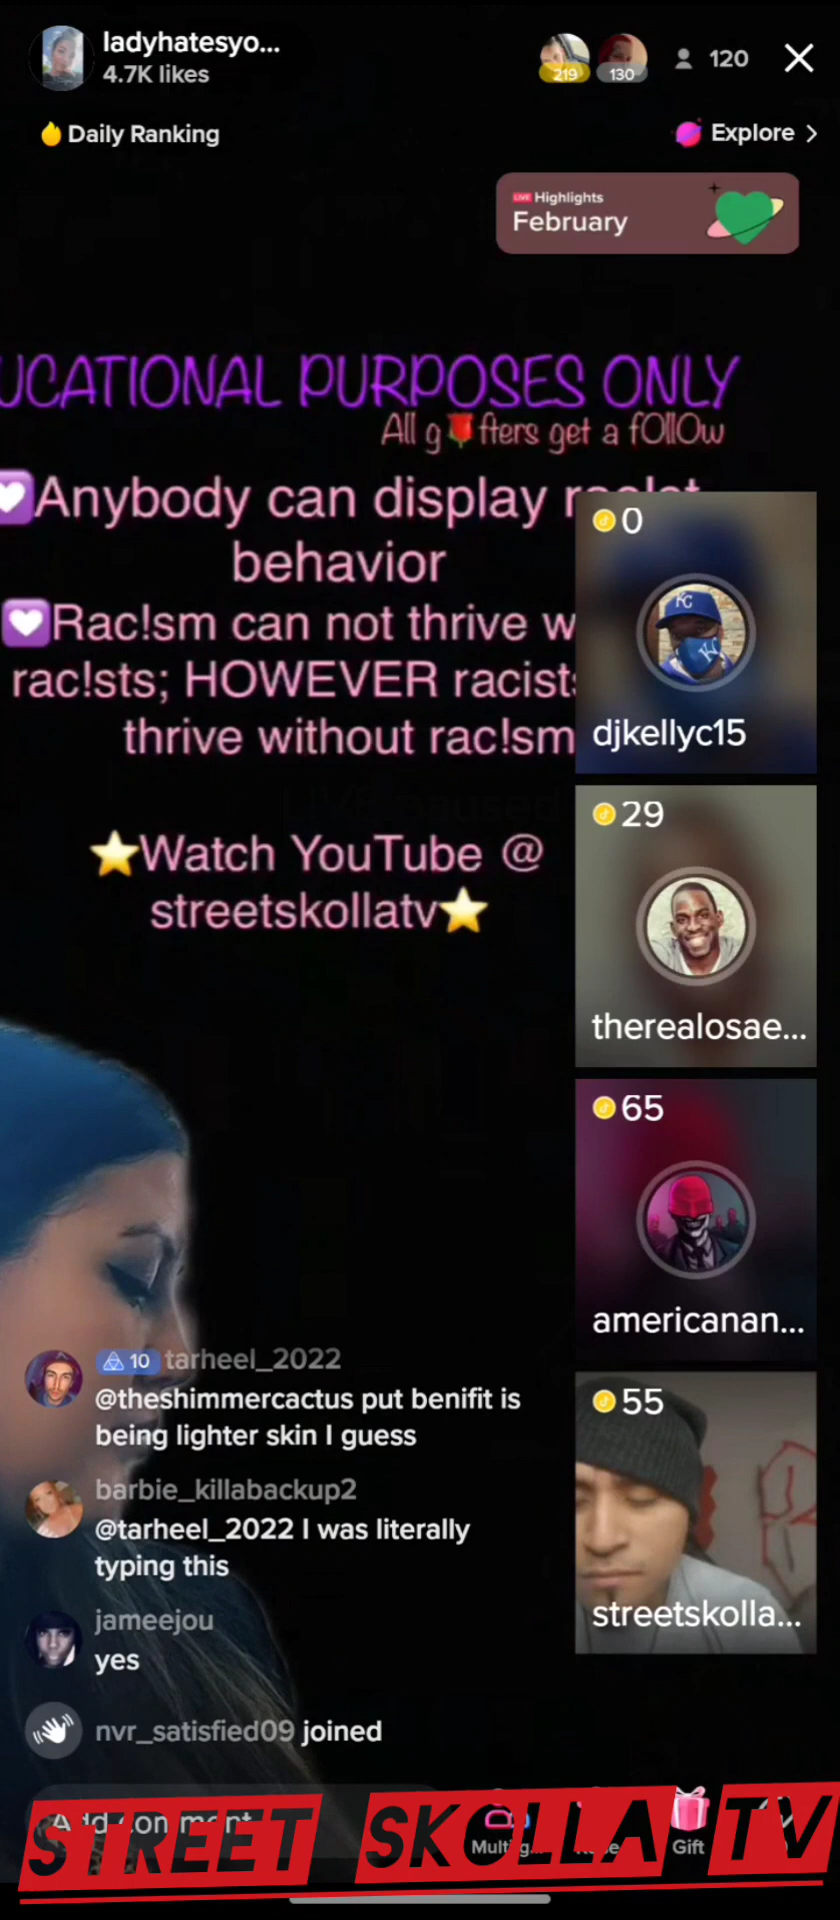 ladyhatesyo...
4.7K likes
219
130
120
Daily Ranking
Explore >
LIVE Highlights
February
UCATIONAL PURPOSES ONLY
All g🌹fters get a fOllOw
💟Anybody can display
behavior
💟Rac!sm can not thrive
rac!sts; HOWEVER
thrive without rac!sm
⭐Watch YouTube @
streetskollatv⭐
0
djkellyc15
29
therealosae...
65
americanan...
55
streetskolla...
10 tarheel_2022
@theshimmercactus put benifit is
being lighter skin I guess
barbie_killabackup2
@tarheel_2022 I was literally
typing this
jameejou
yes
nvr_satisfied09 joined
Add comment
Gift
STREET SKOLLA TV